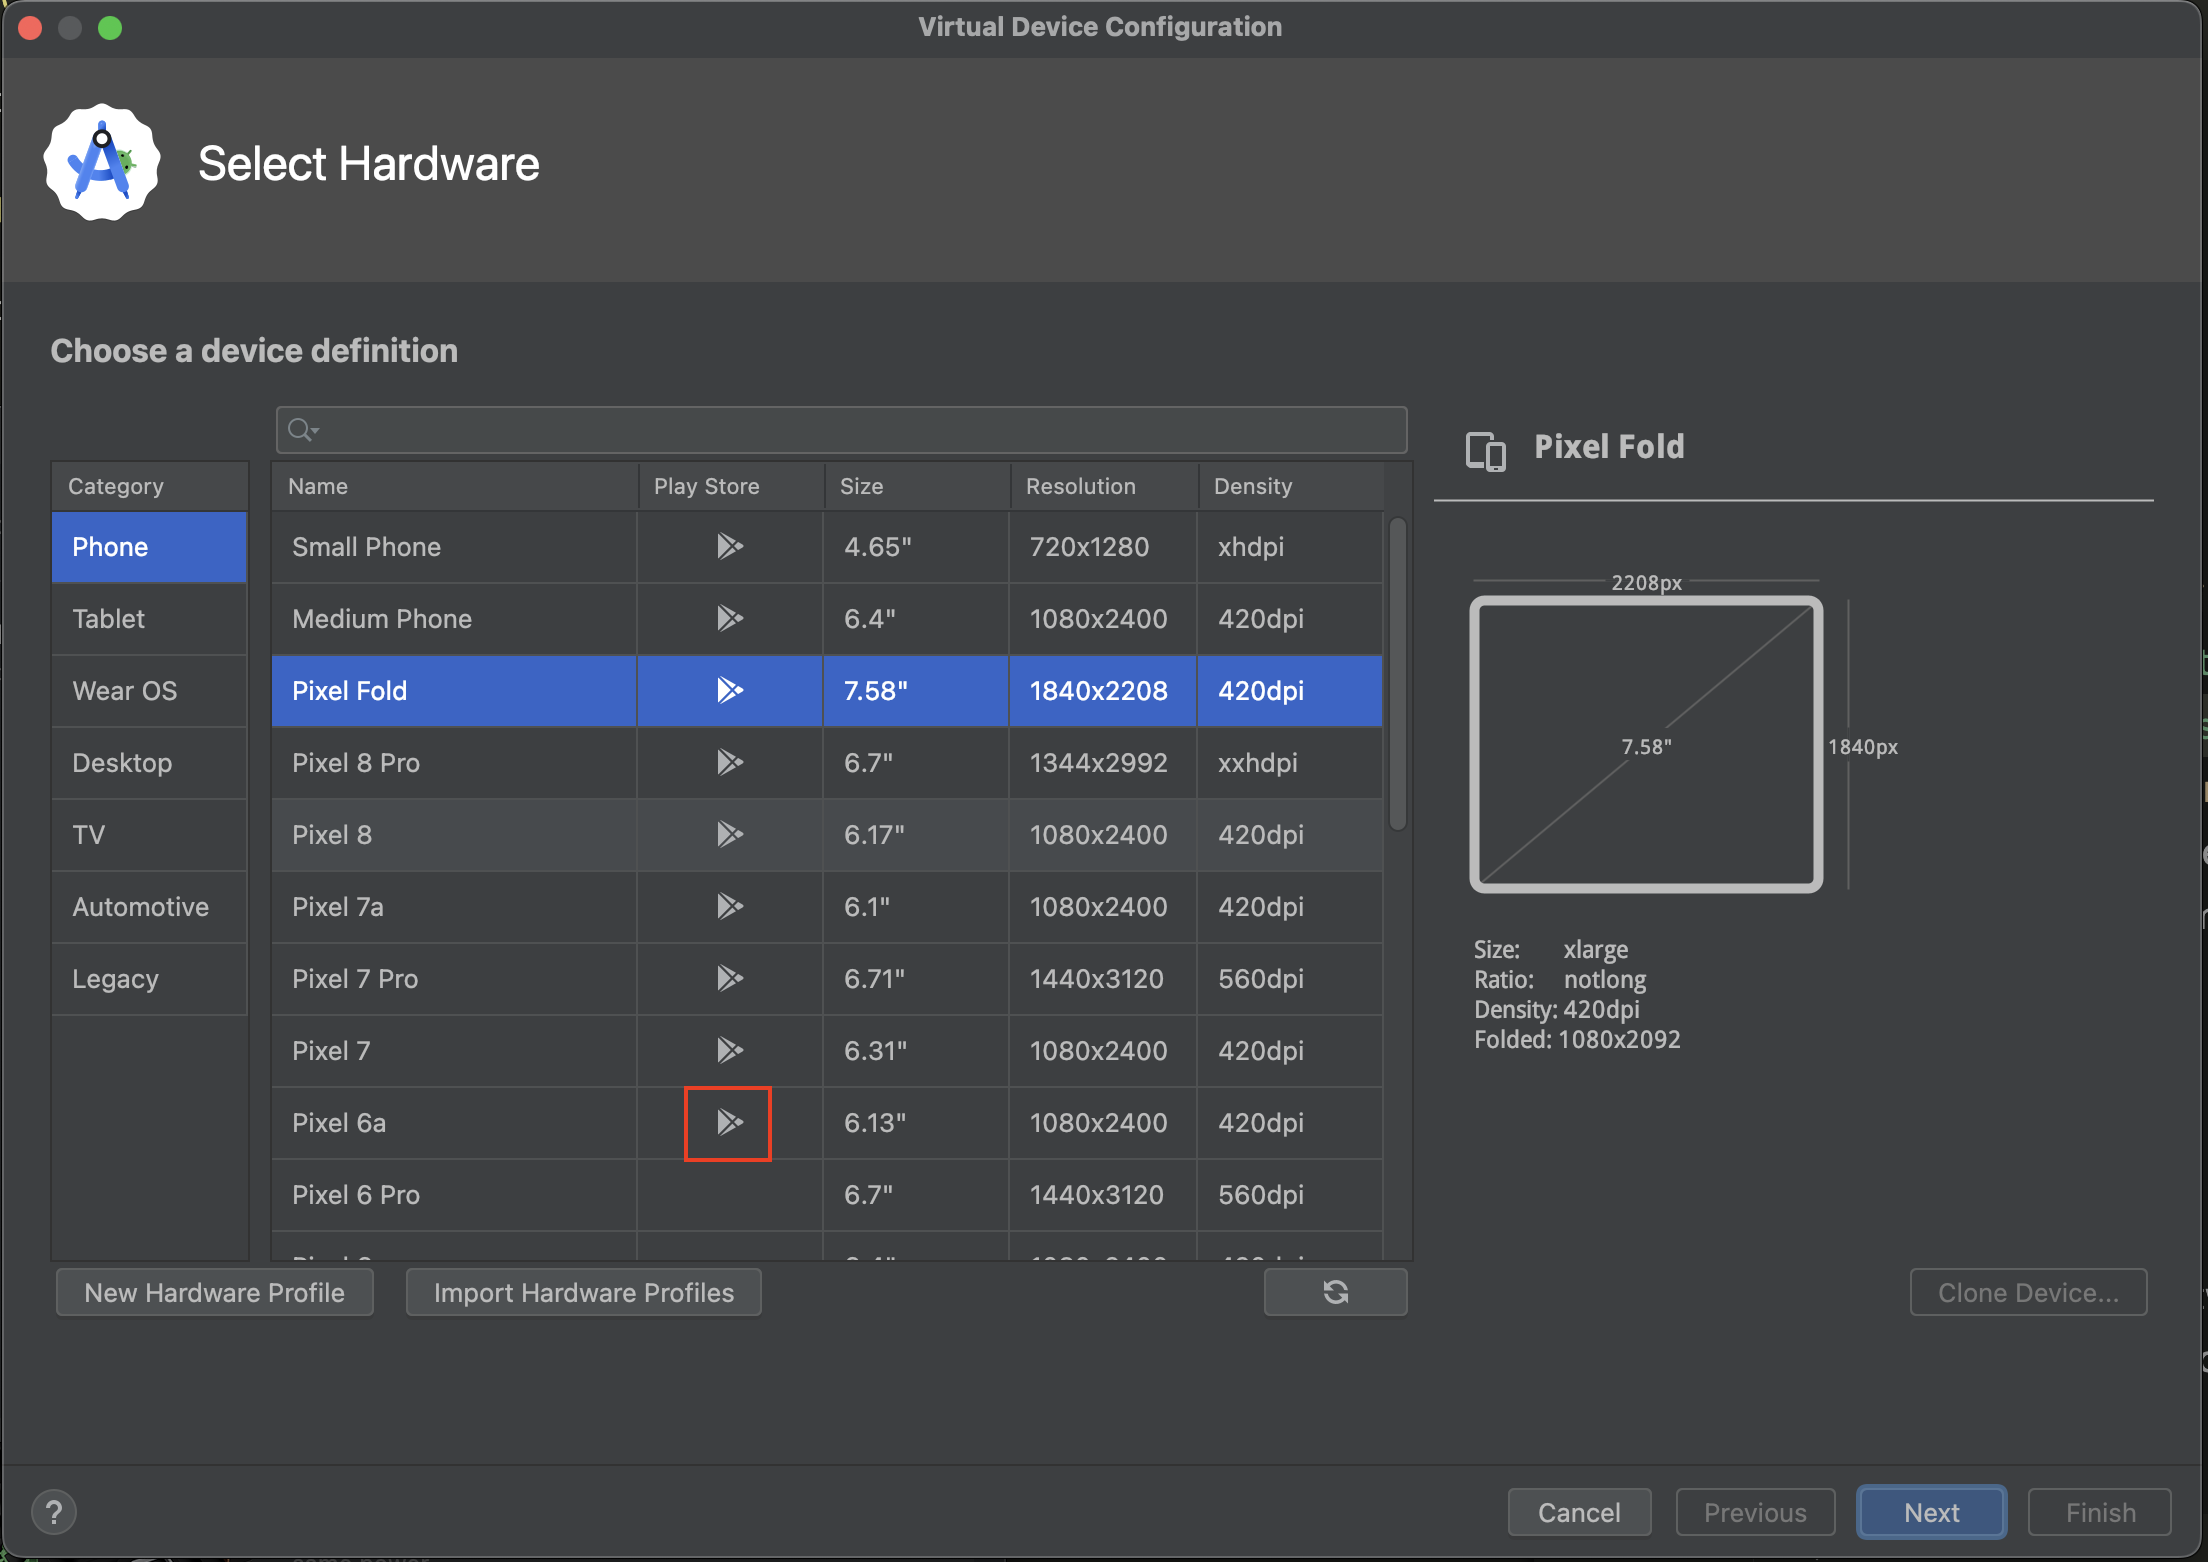 Virtual Device Configuration
Select Hardware
Choose a device definition
Category
Phone
Tablet
Wear OS
Desktop
TV
Automotive
Legacy
Name Play Store Size Resolution Density
Small Phone 4.65" 720x1280 xhdpi
Medium Phone 6.4" 1080x2400 420dpi
Pixel Fold 7.58" 1840x2208 420dpi
Pixel 8 Pro 6.7" 1344x2992 xxhdpi
Pixel 8 6.17" 1080x2400 420dpi
Pixel 7a 6.1" 1080x2400 420dpi
Pixel 7 Pro 6.71" 1440x3120 560dpi
Pixel 7 6.31" 1080x2400 420dpi
Pixel 6a 6.13" 1080x2400 420dpi
Pixel 6 Pro 6.7" 1440x3120 560dpi
Pixel Fold
2208px
7.58"
1840px
Size: xlarge
Ratio: notlong
Density: 420dpi
Folded: 1080x2092
New Hardware Profile Import Hardware Profiles Clone Device...
? Cancel Previous Next Finish